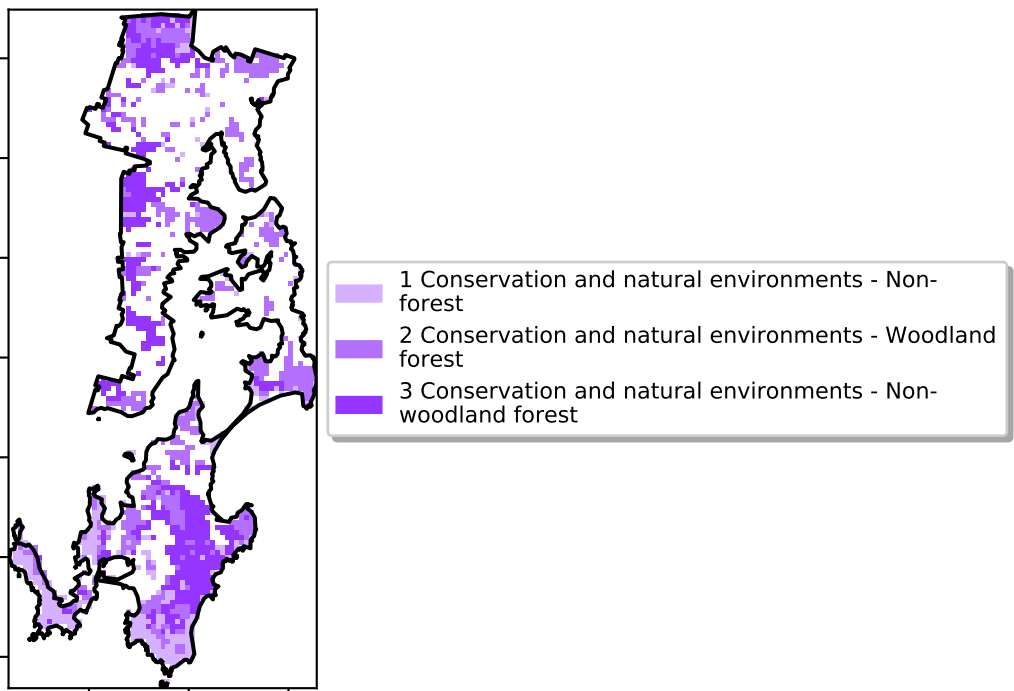 1 Conservation and natural environments - Non-
forest
2 Conservation and natural environments - Woodland
forest
3 Conservation and natural environments - Non-
woodland forest